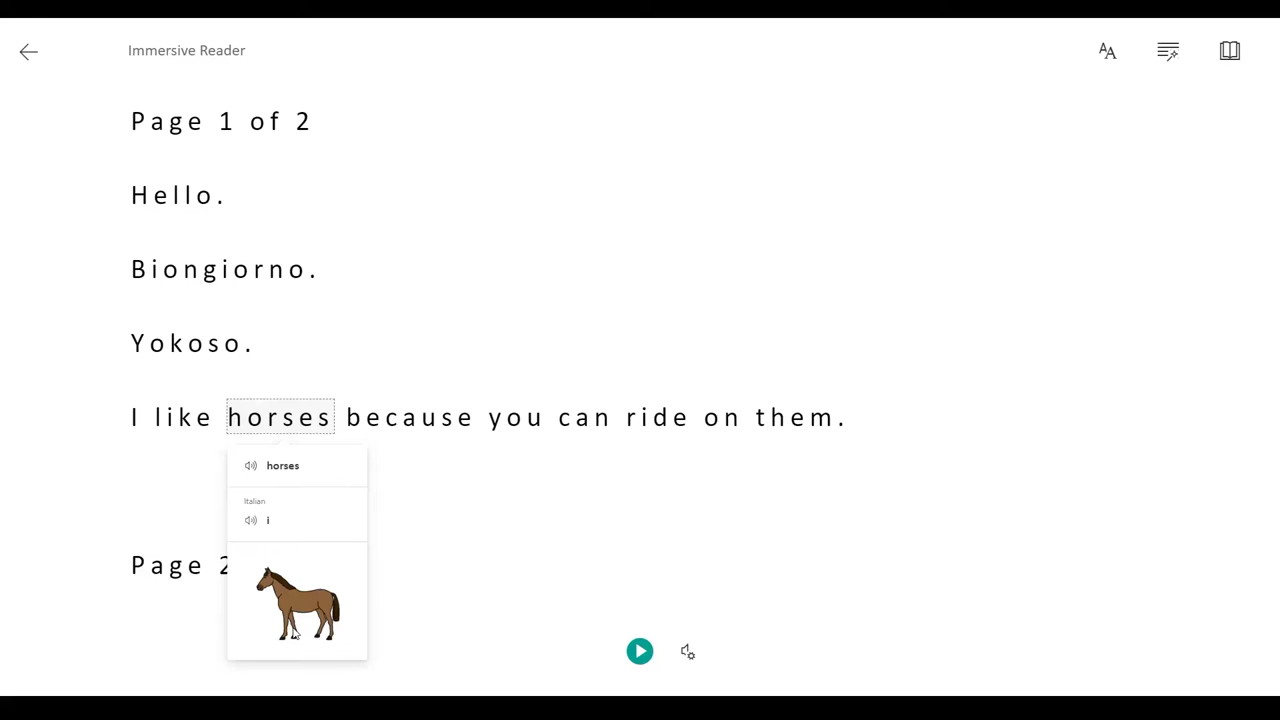 Immersive Reader
Page 1 of 2
Hello.
Biongiorno.
Yokoso.
I like horses because you can ride on them.
horses
Italian
i
Page 2